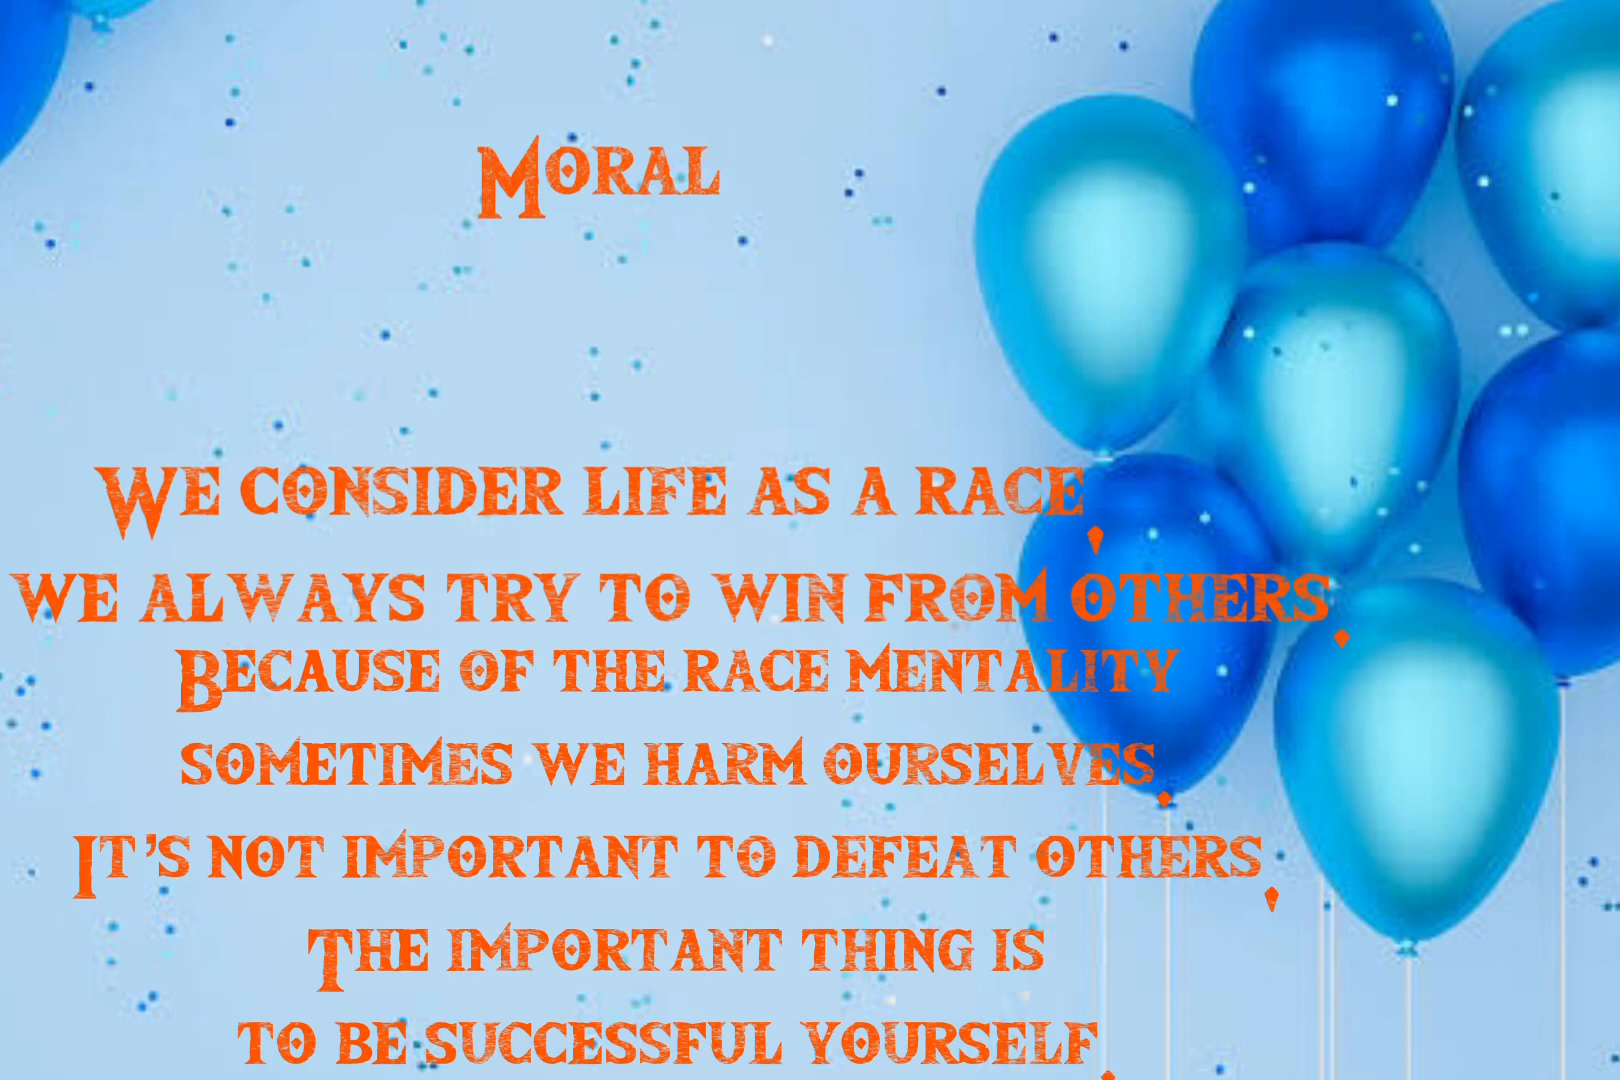 Moral
We consider life as a race,
we always try to win from others.
Because of the race mentality
sometimes we harm ourselves.
It's not important to defeat others,
The important thing is
to be successful yourself.